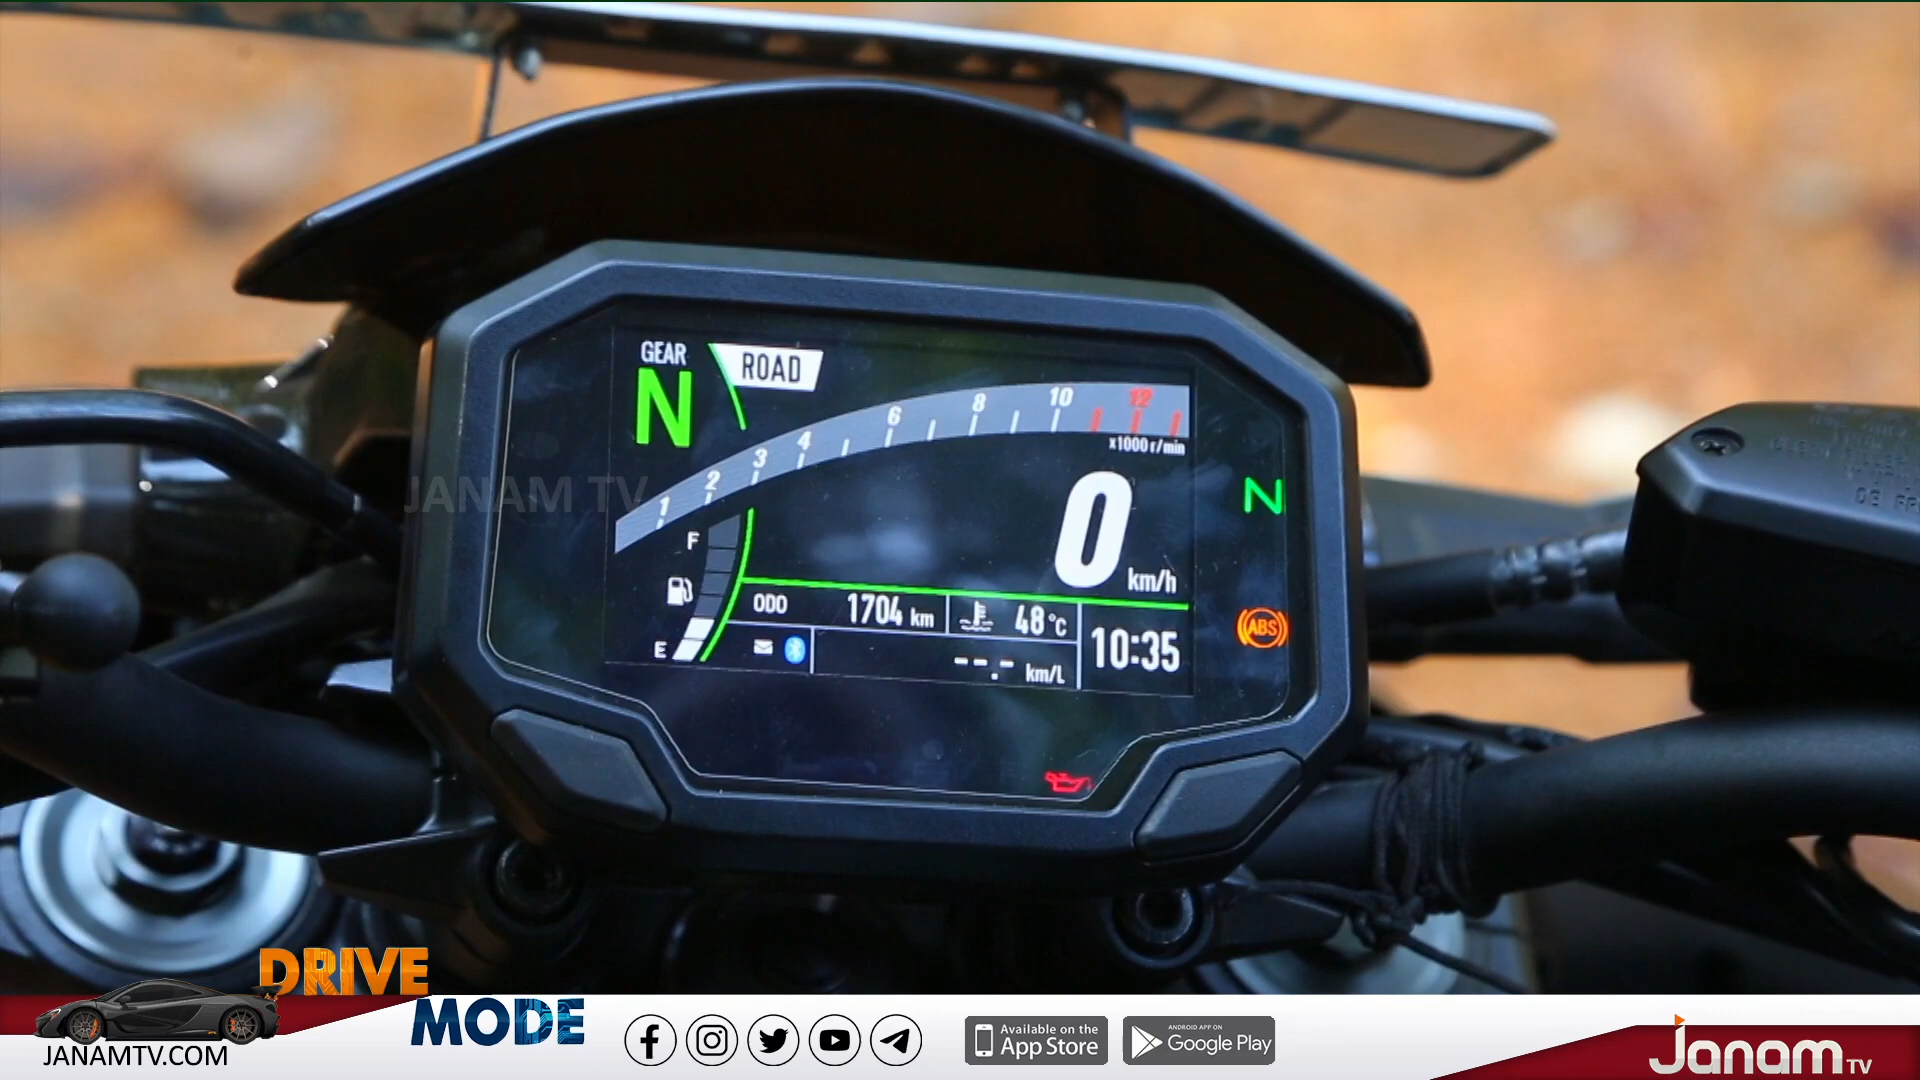 GEAR
N
ROAD
1 2 3 4 6 8 10 12
x1000 r/min
JANAM TV
0
km/h
N
F
E
ODO 1704 km
48 °C
10:35
--.- km/L
ABS
DRIVE
MODE
JANAMTV.COM
Available on the
App Store
ANDROID APP ON
Google Play
Janam TV